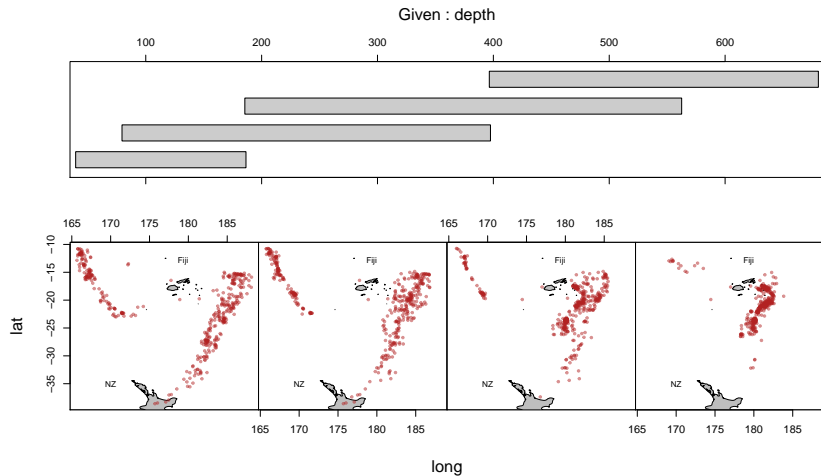 Given : depth
100 200 300 400 500 600
165 170 175 180 185 165 170 175 180 185
-10 -15 -20 -25 -30 -35
lat
Fiji Fiji Fiji
NZ NZ NZ
165 170 175 180 185 165 170 175 180 185
long